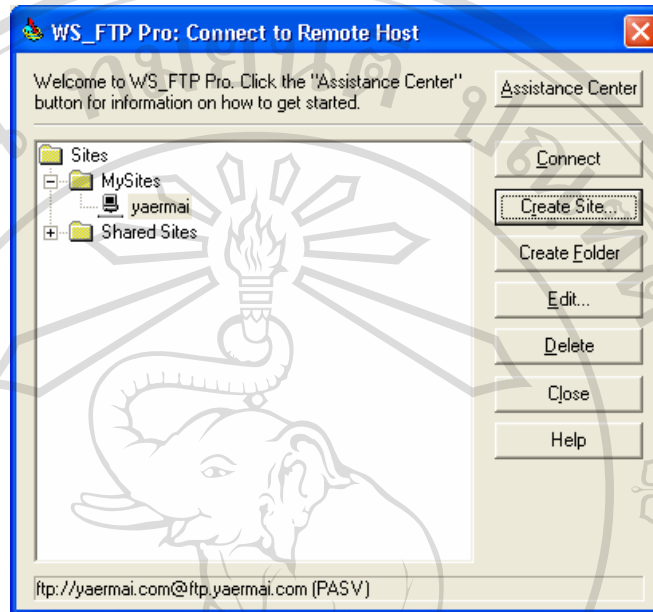 WS_FTP Pro: Connect to Remote Host
Welcome to WS_FTP Pro. Click the "Assistance Center"
button for information on how to get started.
Assistance Center
Sites
MySites
yaermai
Shared Sites
Connect
Create Site...
Create Folder
Edit...
Delete
Close
Help
ftp://yaermai.com@ftp.yaermai.com (PASV)